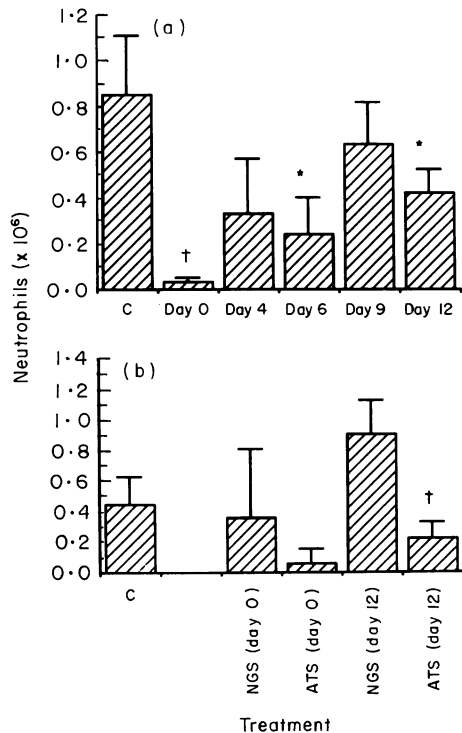 Neutrophils (x 10⁶)
(a)
1·2
1·0
0·8
0·6
0·4
0·2
0·0
†
*
*
C
Day 0
Day 4
Day 6
Day 9
Day 12
(b)
1·4
1·2
1·0
0·8
0·6
0·4
0·2
0·0
†
C
NGS (day 0)
ATS (day 0)
NGS (day 12)
ATS (day 12)
Treatment